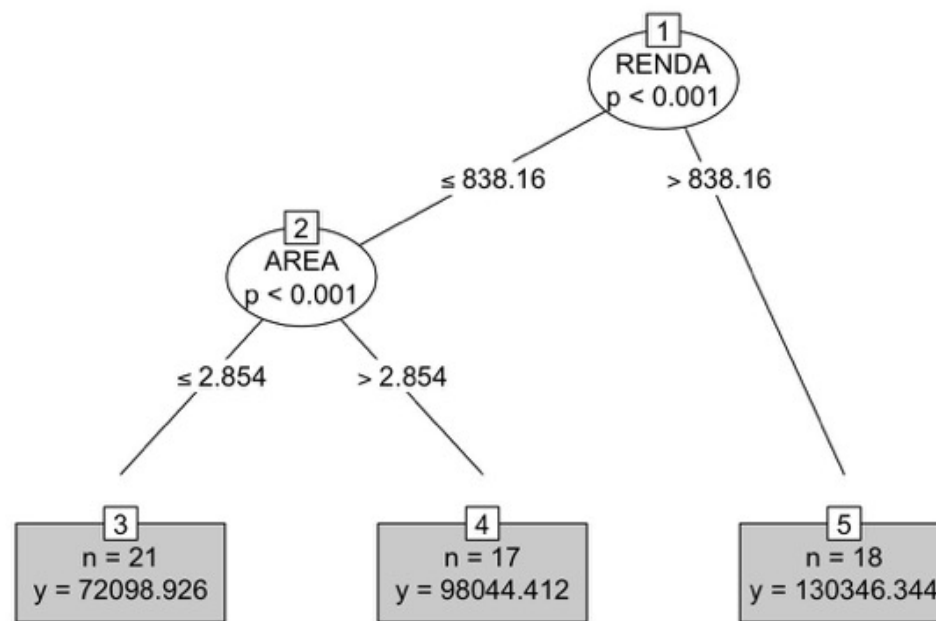 1
RENDA
p < 0.001
≤ 838.16
> 838.16
2
AREA
p < 0.001
≤ 2.854
> 2.854
3
n = 21
y = 72098.926
4
n = 17
y = 98044.412
5
n = 18
y = 130346.344